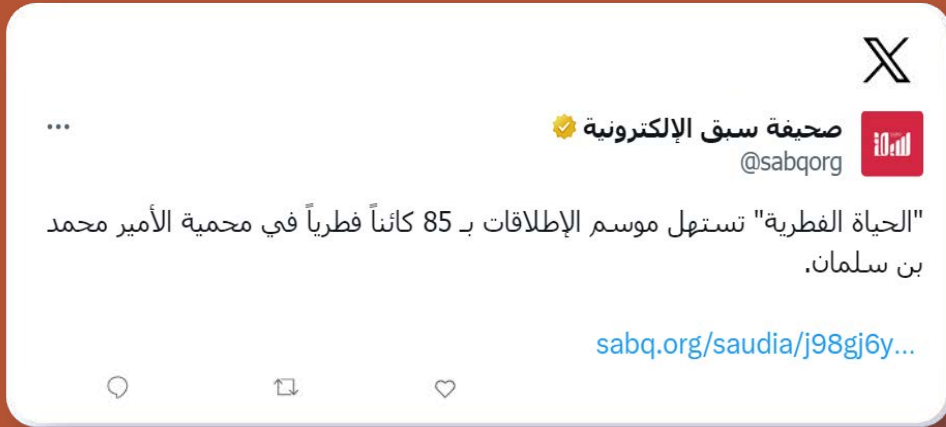 صحيفة سبق الإلكترونية
@sabqorg
"الحياة الفطرية" تستهل موسم الإطلاقات بـ 85 كائناً فطرياً في محمية الأمير محمد
بن سلمان.
sabq.org/saudia/j98gj6y...